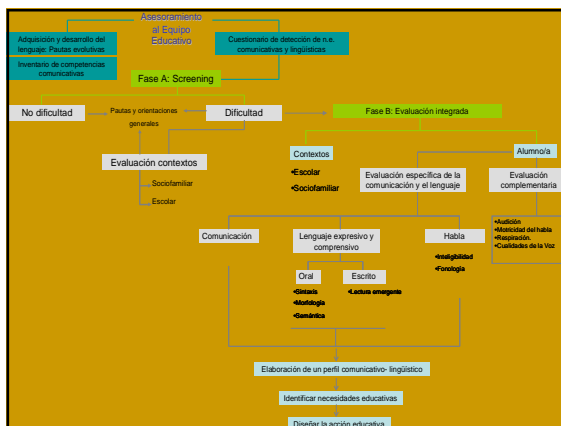 Asesoramiento
al Equipo
Educativo
Adquisición y desarrollo del
lenguaje: Pautas evolutivas
Cuestionario de detección de n.e.
comunicativas y lingüísticas
Inventario de competencias
comunicativas
Fase A: Screening
No dificultad
Pautas y orientaciones
generales
Dificultad
Fase B: Evaluación integrada
Evaluación contextos
Sociofamiliar
Escolar
Contextos
•Escolar
•Sociofamiliar
Alumno/a
Evaluación específica de la
comunicación y el lenguaje
Evaluación
complementaria
•Audición
•Motricidad del habla
•Respiración.
•Cualidades de la Voz
Comunicación
Lenguaje expresivo y
comprensivo
Habla
•Inteligibilidad
•Fonología
Oral
Escrito
•Sintaxis
•Morfología
•Semántica
•Lectura emergente
Elaboración de un perfil comunicativo- lingüístico
Identificar necesidades educativas
Diseñar la acción educativa